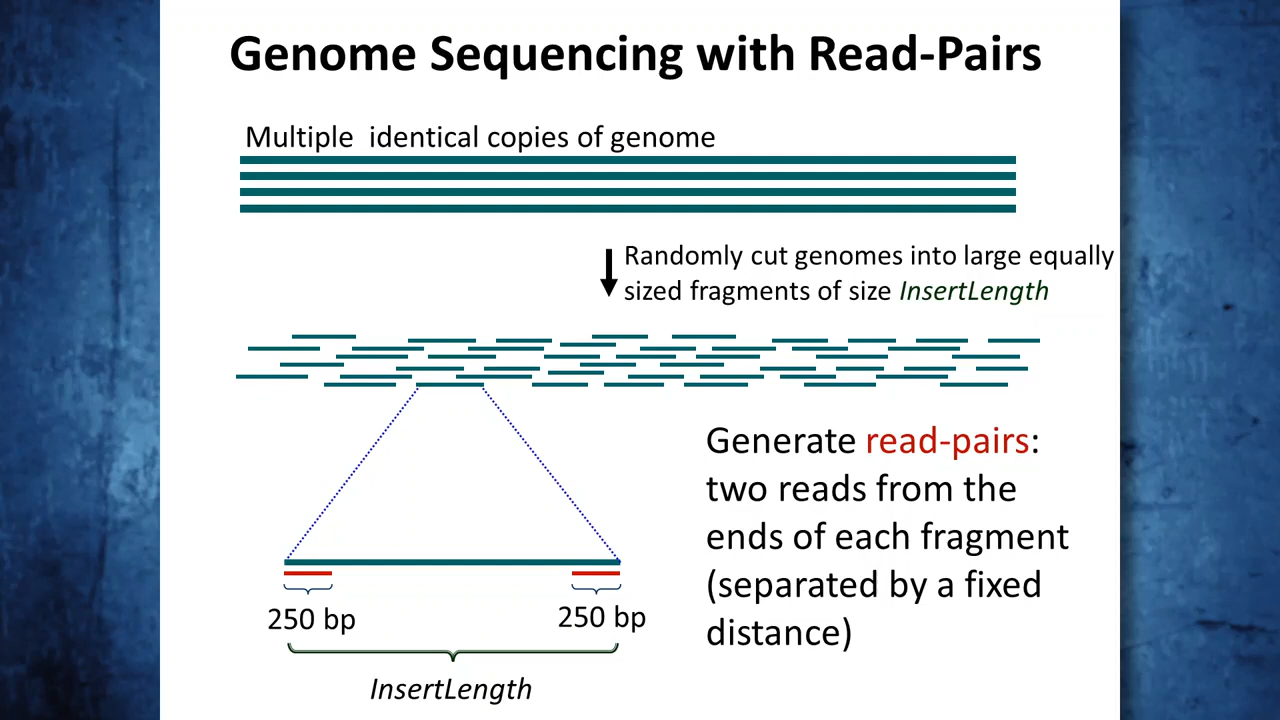 Genome Sequencing with Read-Pairs
Multiple identical copies of genome
Randomly cut genomes into large equally
sized fragments of size InsertLength
Generate read-pairs:
two reads from the
ends of each fragment
(separated by a fixed
distance)
250 bp
250 bp
InsertLength